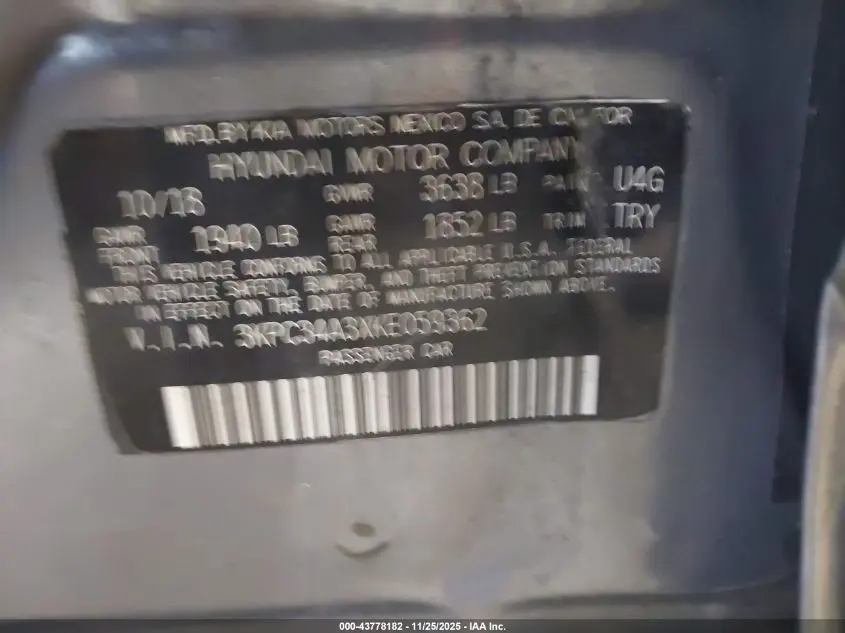 MFD. BY KIA MOTORS MEXICO S.A. DE C.V. FOR
HYUNDAI MOTOR COMPANY
10/18 GVWR 3638 LB PAINT U4G
GAWR FRONT 1940 LB GAWR REAR 1852 LB TRIM TRY
THIS VEHICLE CONFORMS TO ALL APPLICABLE U.S.A. FEDERAL
MOTOR VEHICLE SAFETY, BUMPER, AND THEFT PREVENTION STANDARDS
IN EFFECT ON THE DATE OF MANUFACTURE SHOWN ABOVE.
V.I.N. 3KPC34A3XKE059362
PASSENGER CAR
000-43778182 - 11/25/2025 - IAA Inc.